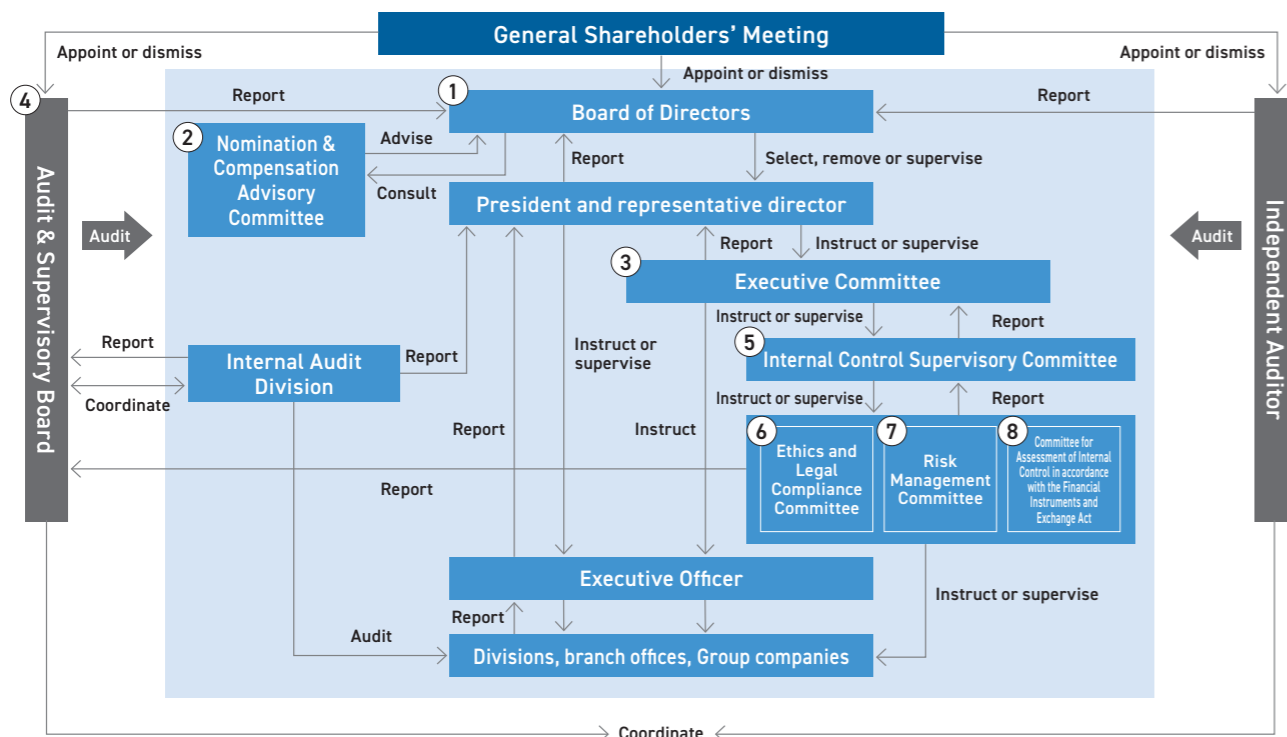 General Shareholders’ Meeting
Appoint or dismiss
Appoint or dismiss
Appoint or dismiss
4
Report
1
Board of Directors
Report
2
Nomination &
Compensation
Advisory
Committee
Advise
Consult
Report
Select, remove or supervise
President and representative director
Audit & Supervisory Board
Audit
Audit
Independent Auditor
Report
Instruct or supervise
3
Executive Committee
Instruct or supervise
Report
Report
Internal Audit
Division
Report
Instruct or
supervise
5
Internal Control Supervisory Committee
Coordinate
Instruct or supervise
Report
Report
Instruct
6
Ethics and
Legal
Compliance
Committee
7
Risk
Management
Committee
8
Committee for
Assessment of Internal
Control in accordance
with the Financial
Instruments and
Exchange Act
Report
Executive Officer
Instruct or supervise
Report
Audit
Divisions, branch offices, Group companies
Coordinate